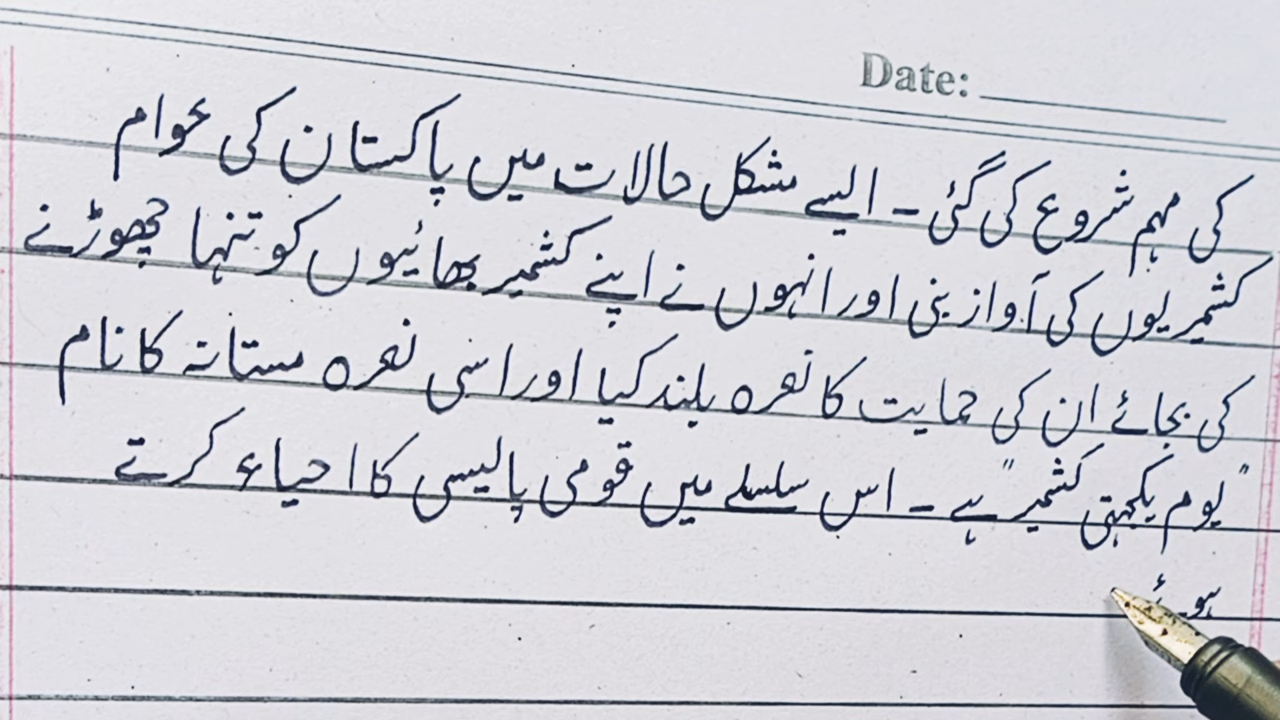 Date:
کی مہم شروع کی گئی ۔ ایسے مشکل حالات میں پاکستان کی عوام
کشمیریوں کی آواز بنی اور انہوں نے اپنے کشمیر بھائیوں کو تنہا چھوڑنے
کی بجائے ان کی حمایت کا نعرہ بلند کیا اور اسی نعرہ مستانہ کا نام
"یوم یکجہتی کشمیر" ہے ۔ اس سلسلے میں قومی پالیسی کا احیاء کرتے
ہوئے